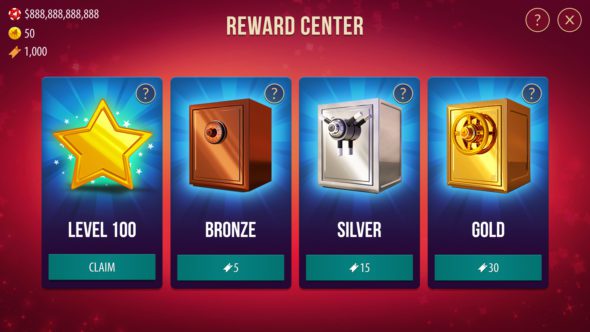 $888,888,888,888
50
1,000
REWARD CENTER
?
?
?
?
?
LEVEL 100
BRONZE
SILVER
GOLD
CLAIM
5
15
30